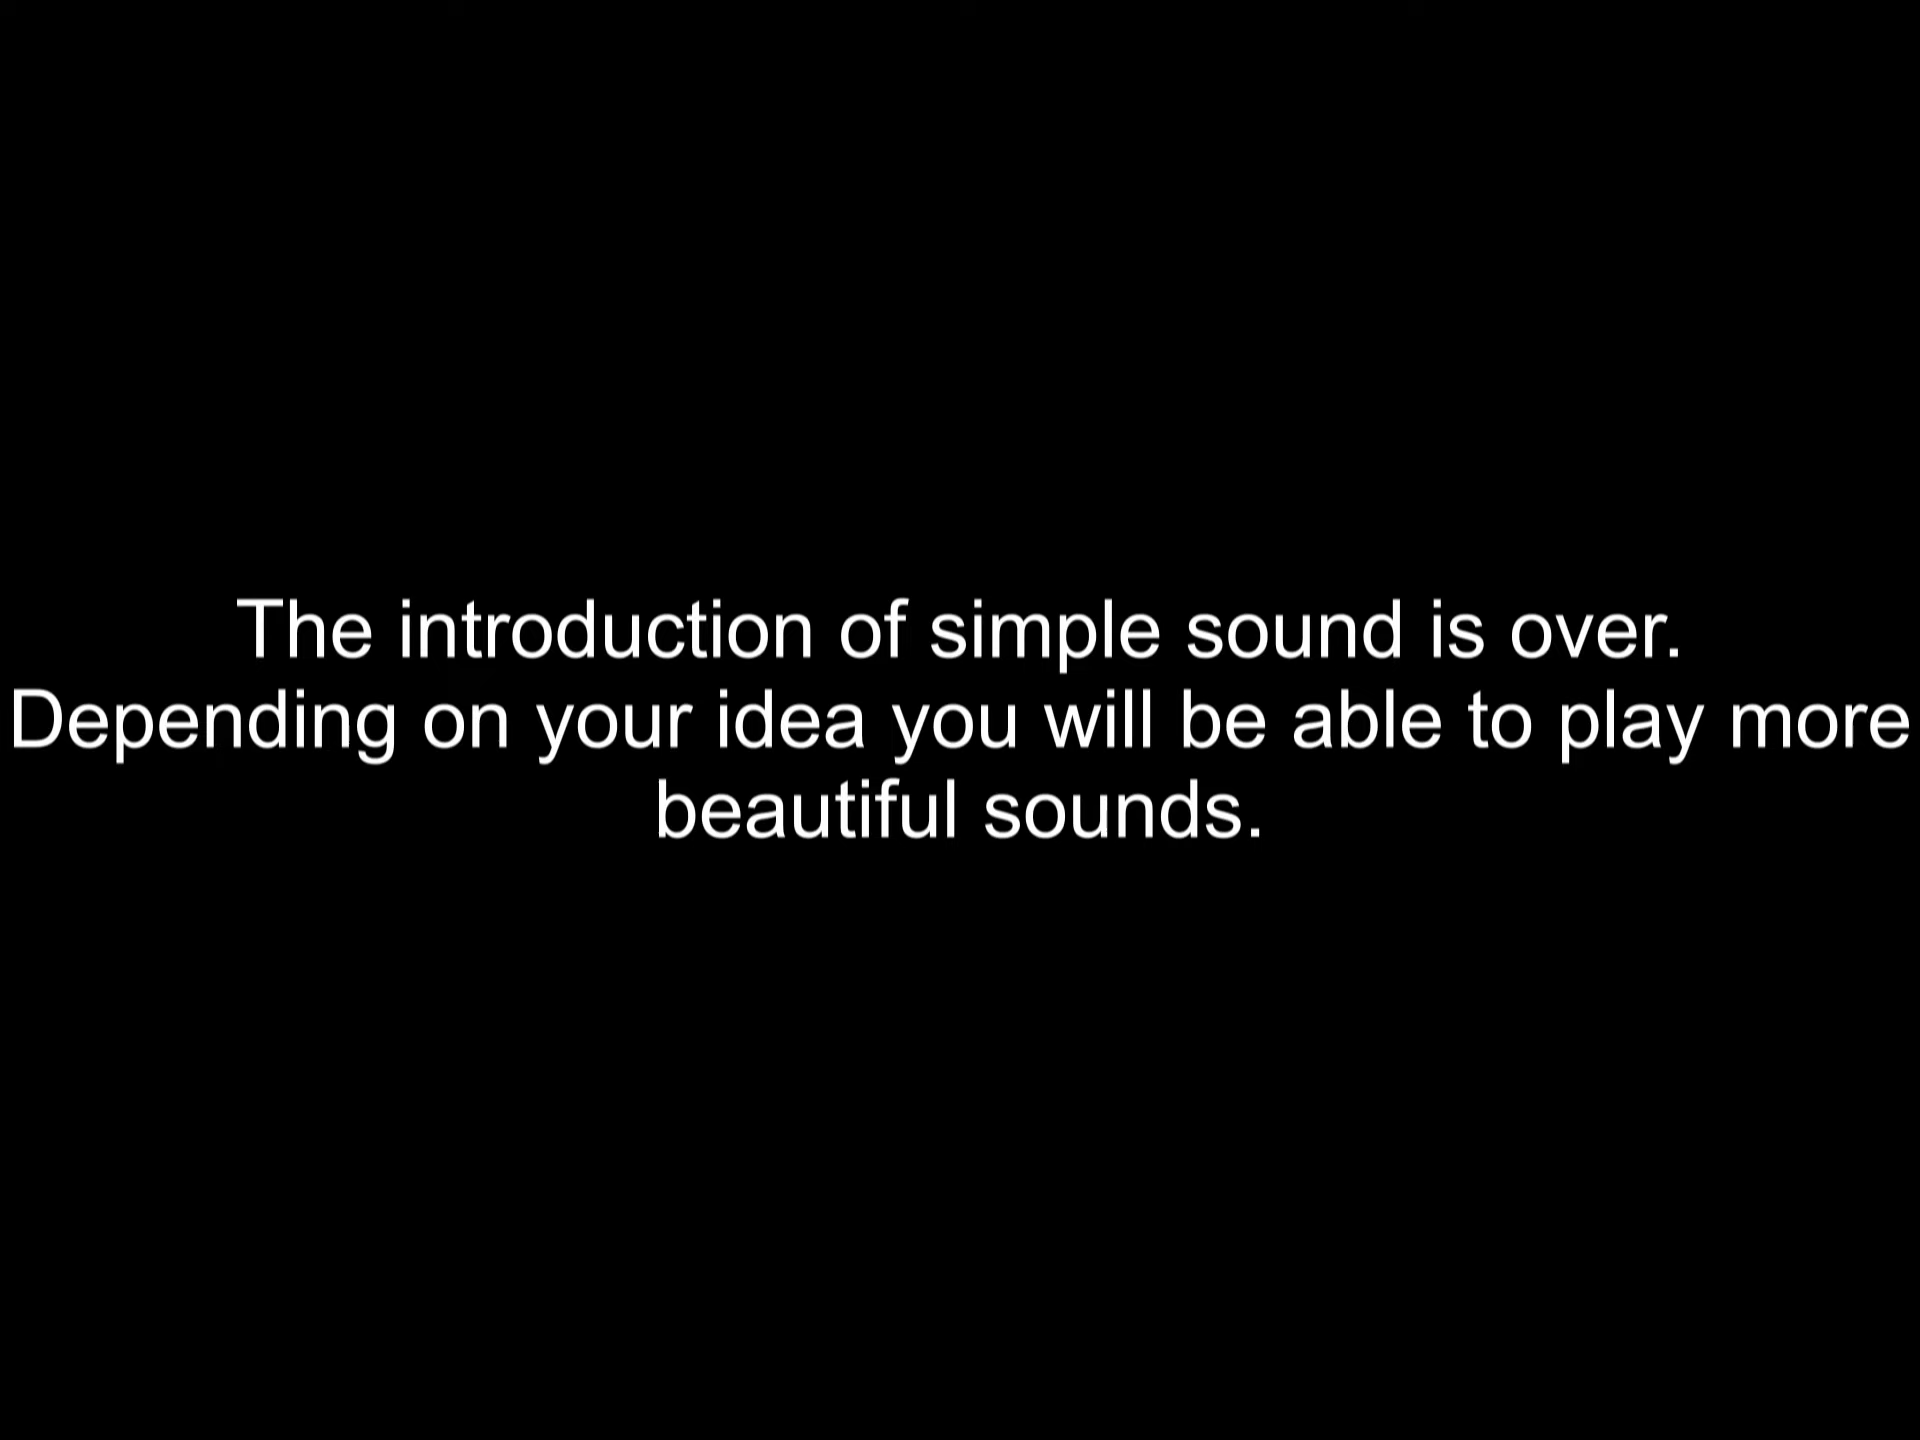 The introduction of simple sound is over.
Depending on your idea you will be able to play more
beautiful sounds.